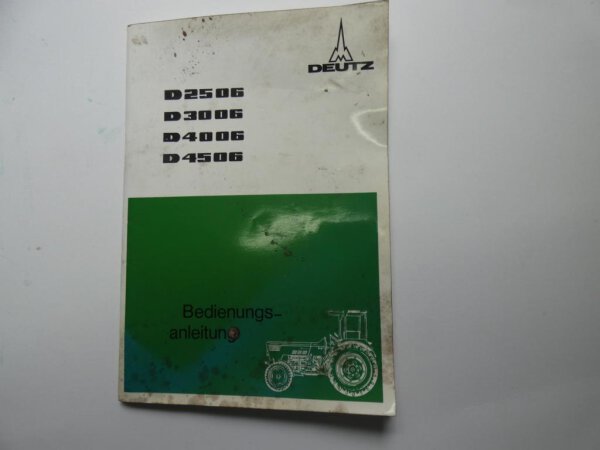 DEUTZ
D2506
D3006
D4006
D4506
Bedienungs-
anleitung